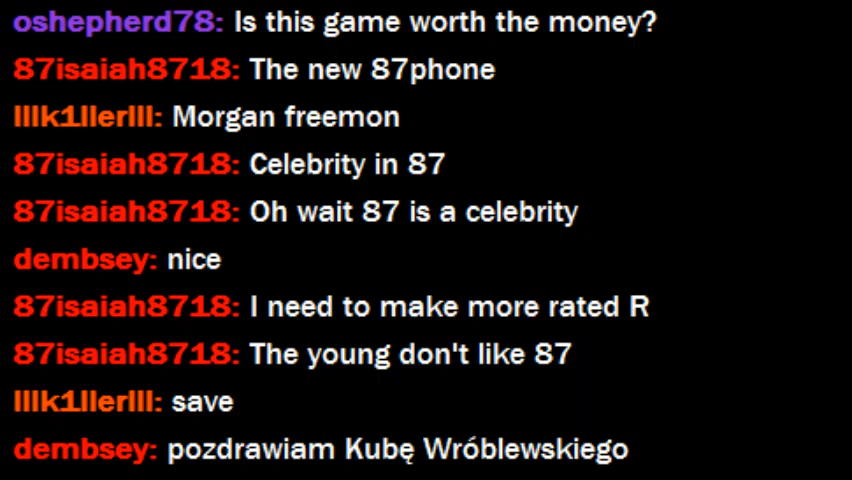 oshepherd78: Is this game worth the money?
87isaiah8718: The new 87phone
lllk1llerlll: Morgan freemon
87isaiah8718: Celebrity in 87
87isaiah8718: Oh wait 87 is a celebrity
dembsey: nice
87isaiah8718: I need to make more rated R
87isaiah8718: The young don't like 87
lllk1llerlll: save
dembsey: pozdrawiam Kubę Wróblewskiego